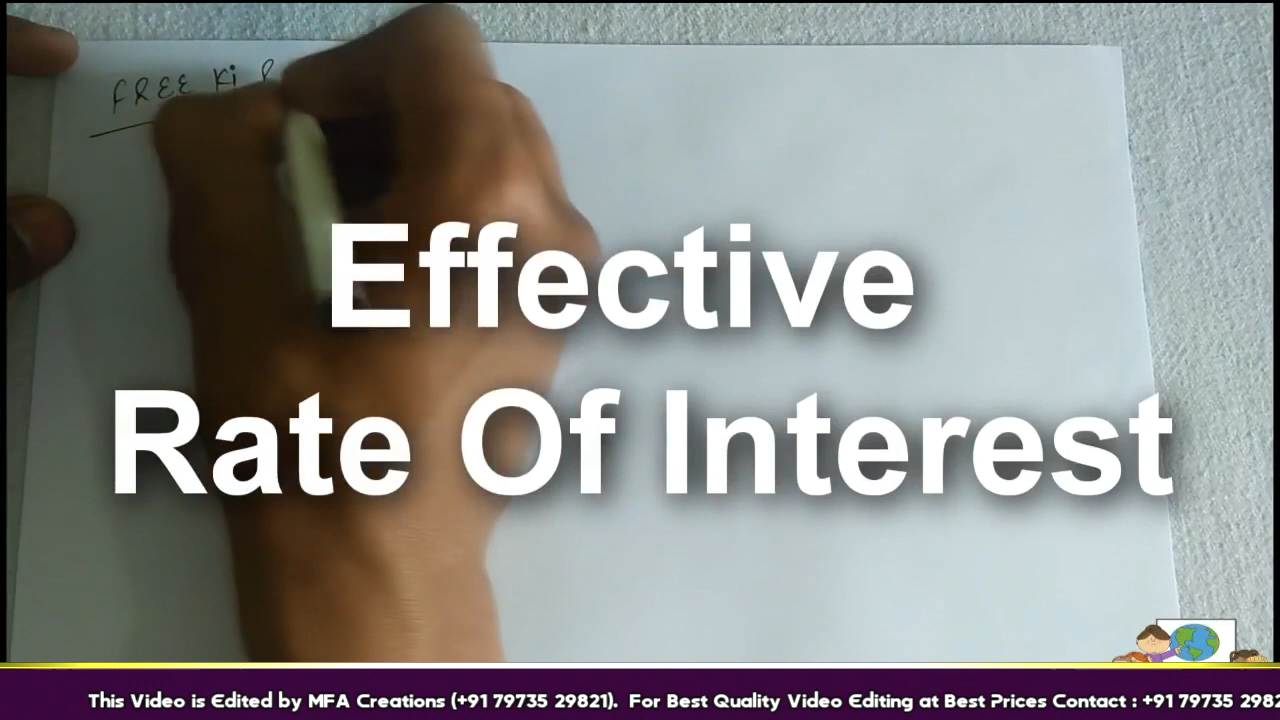 FREE Ki
Effective
Rate Of Interest
This Video is Edited by MFA Creations (+91 79735 29821). For Best Quality Video Editing at Best Prices Contact : +91 79735 2982